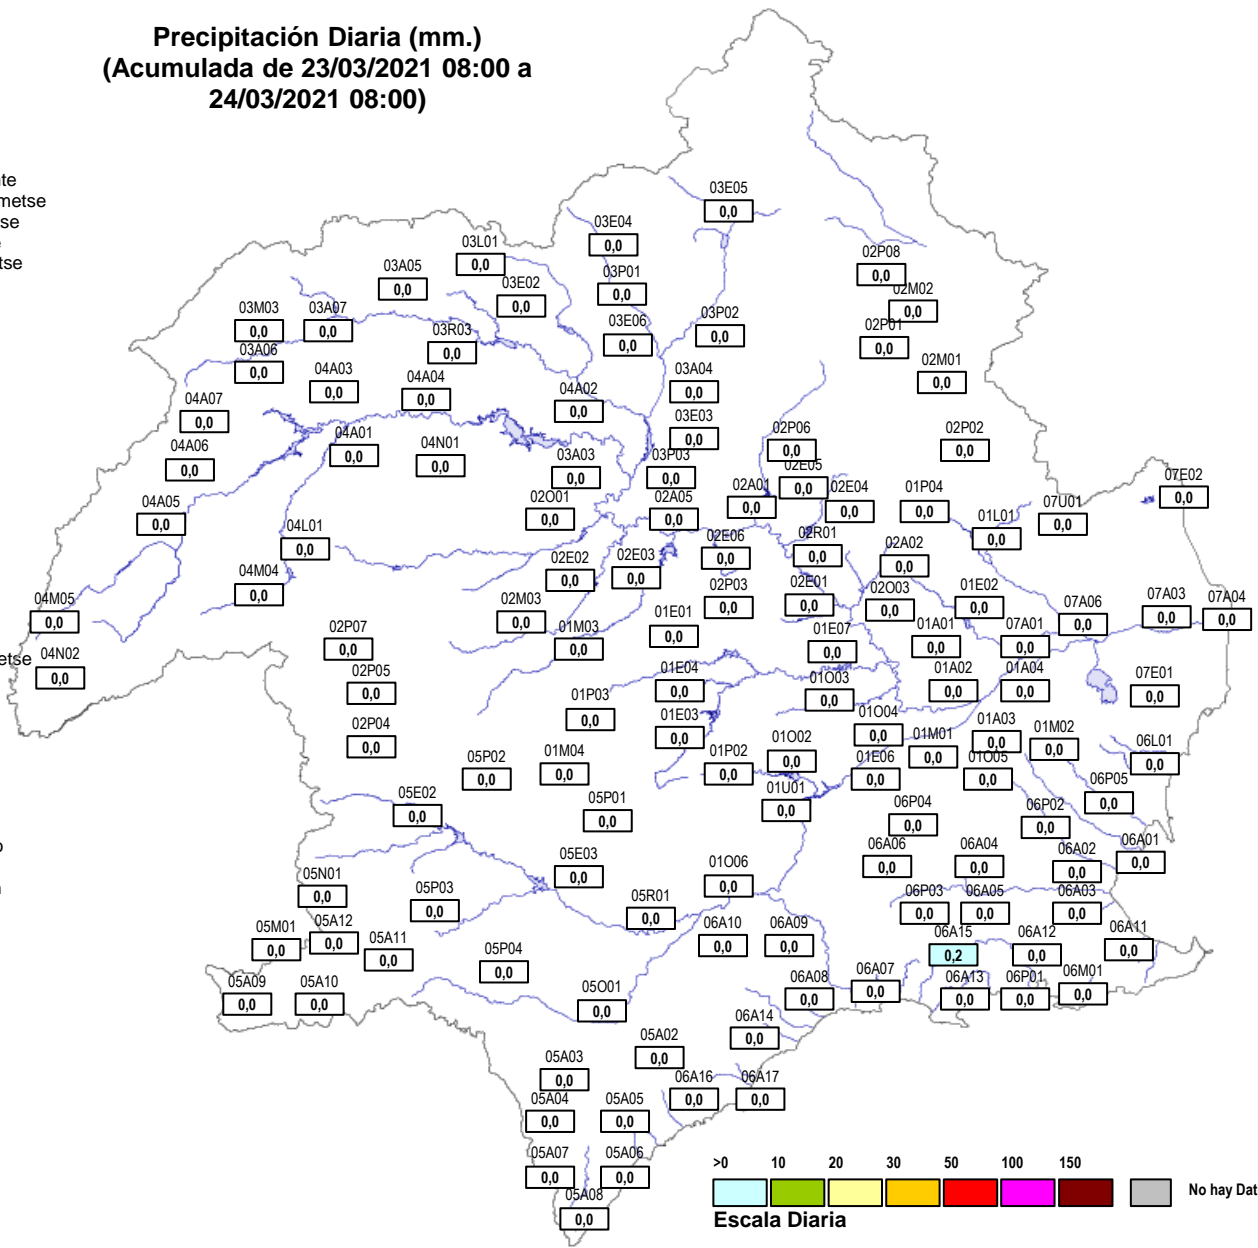 Precipitación Diaria (mm.)
(Acumulada de 23/03/2021 08:00 a
24/03/2021 08:00)
te
metse
se
tse
etse
03E05
0,0
03E04
0,0
03L01
0,0
02P08
0,0
03A05
0,0
03P01
0,0
03E02
0,0
02M02
0,0
03M03
0,0
03A07
0,0
03P02
0,0
03E06
0,0
03R03
0,0
02P01
0,0
03A06
0,0
02M01
0,0
04A03
0,0
04A04
0,0
03A04
0,0
04A02
0,0
04A07
0,0
03E03
0,0
02P06
0,0
02P02
0,0
04A01
0,0
04A06
0,0
04N01
0,0
03A03
0,0
03P03
0,0
02E05
0,0
07E02
0,0
02A01
0,0
02E04
0,0
01P04
0,0
04A05
0,0
02O01
0,0
02A05
0,0
07U01
0,0
01L01
0,0
04L01
0,0
02E06
0,0
02R01
0,0
02A02
0,0
02E02
0,0
02E03
0,0
04M04
0,0
02P03
0,0
02E01
0,0
02O03
0,0
01E02
0,0
04M05
0,0
02M03
0,0
07A03
0,0
07A04
0,0
07A06
0,0
01E01
0,0
02P07
0,0
01M03
0,0
01E07
0,0
01A01
0,0
07A01
0,0
04N02
0,0
02P05
0,0
01E04
0,0
01O03
0,0
01A02
0,0
01A04
0,0
07E01
0,0
01P03
0,0
02P04
0,0
01E03
0,0
01O04
0,0
01A03
0,0
01M02
0,0
01M01
0,0
01O02
0,0
06L01
0,0
05P02
0,0
01M04
0,0
01P02
0,0
01E06
0,0
01O05
0,0
05E02
0,0
05P01
0,0
01U01
0,0
06P05
0,0
06P04
0,0
06P02
0,0
05E03
0,0
01O06
0,0
06A06
0,0
06A04
0,0
06A02
0,0
06A01
0,0
05N01
0,0
05P03
0,0
05R01
0,0
06P03
0,0
06A05
0,0
06A03
0,0
05M01
0,0
05A12
0,0
05A11
0,0
06A10
0,0
06A09
0,0
06A15
0,2
06A12
0,0
06A11
0,0
05P04
0,0
05A09
0,0
05A10
0,0
05O01
0,0
06A08
0,0
06A07
0,0
06A13
0,0
06P01
0,0
06M01
0,0
05A02
0,0
06A14
0,0
05A03
0,0
06A16
0,0
06A17
0,0
05A04
0,0
05A05
0,0
05A07
0,0
05A06
0,0
05A08
0,0
>0 10 20 30 50 100 150
No hay Dat
Escala Diaria